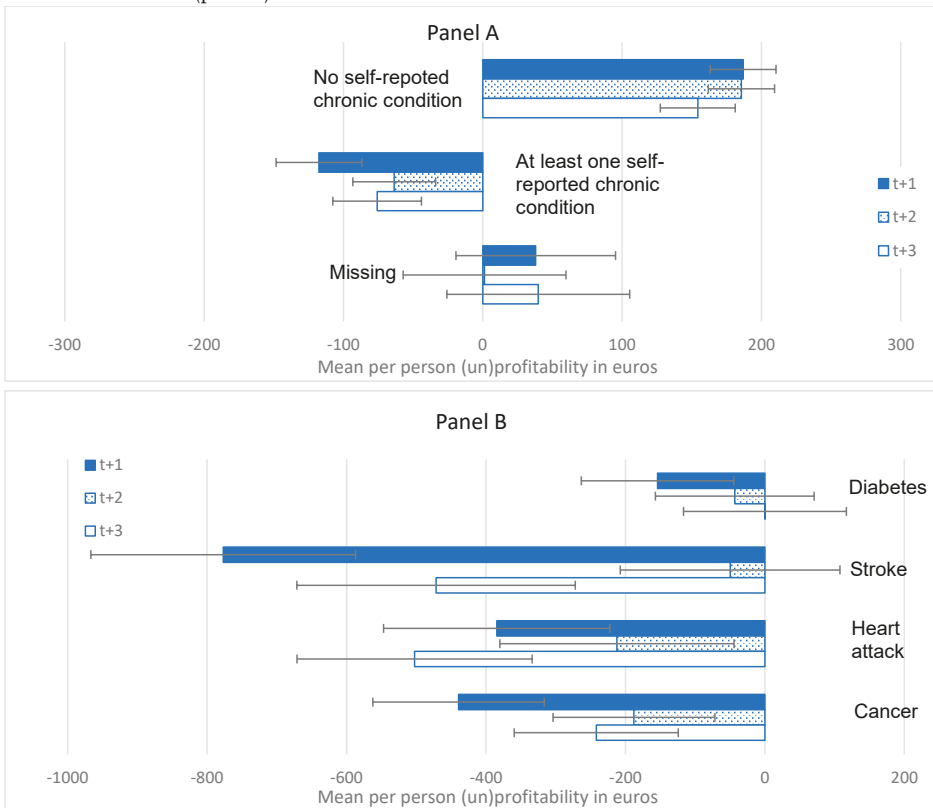 Panel A
No self-repoted
chronic condition
At least one self-
reported chronic
condition
Missing
t+1
t+2
t+3
-300 -200 -100 0 100 200 300
Mean per person (un)profitability in euros
Panel B
t+1
t+2
t+3
Diabetes
Stroke
Heart
attack
Cancer
-1000 -800 -600 -400 -200 0 200
Mean per person (un)profitability in euros